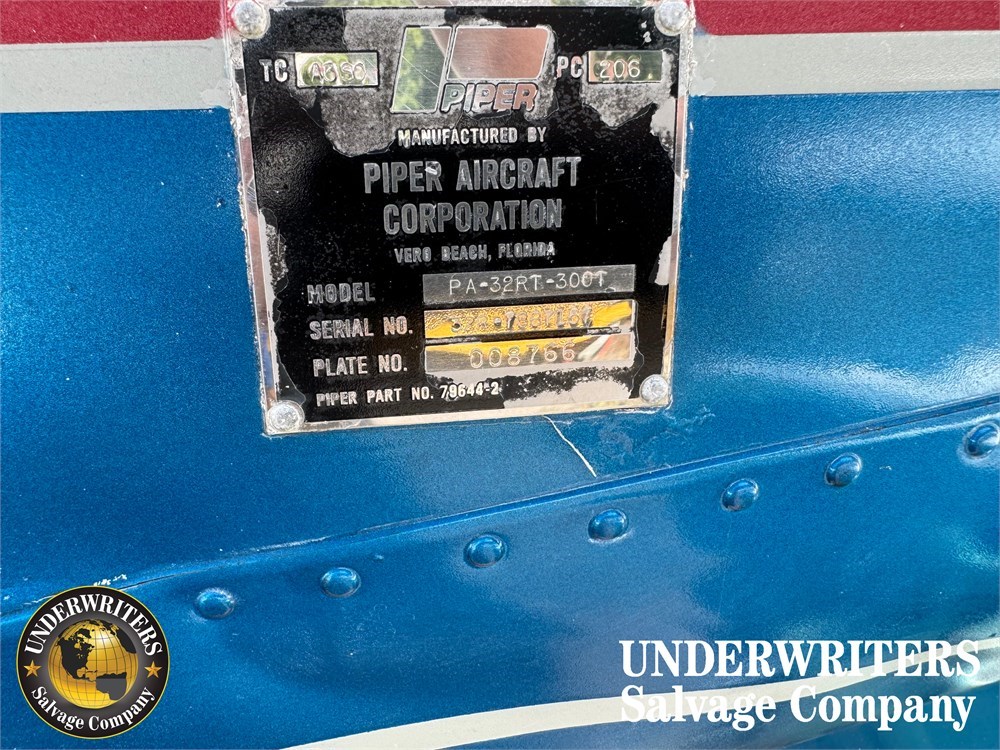 TC A3SO PC 206
PIPER
MANUFACTURED BY
PIPER AIRCRAFT
CORPORATION
VERO BEACH, FLORIDA
MODEL PA-32RT-300T
SERIAL NO.
PLATE NO. 008766
PIPER PART NO. 79644-2
UNDERWRITERS
Salvage Company
UNDERWRITERS
Salvage Company